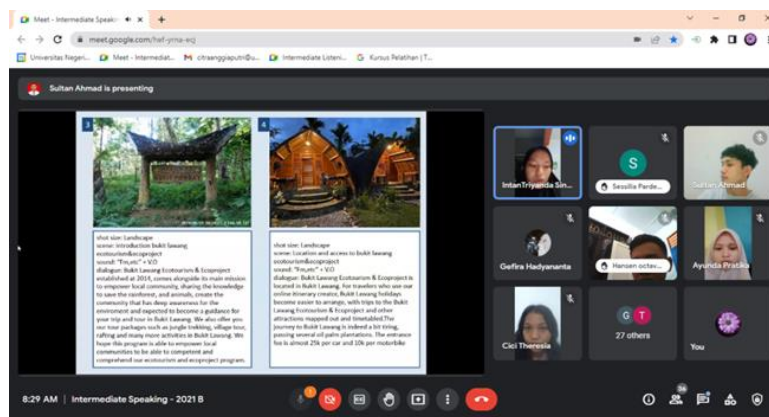 Meet - Intermediate Speakin
meet.google.com/hef-yrna-ecj
Universitas Negeri...
Meet - Intermediat...
citraanggiaputri@u...
Intermediate Listeni...
Kursus Pelatihan | T...
Sultan Ahmad is presenting
3
shot size: Landscape
scene: Introduction bukit lawang
ecotourism&ecoproject
sound: "Fm,etc" + V.O
dialogue: Bukit Lawang Ecotourism & Ecoproject
established at 2014, comes alongside its main mission
to empower local community, sharing the knowledge
to save the rainforest, and animals, create the
community that has deep awareness for the
enviroment and expected to become a guidance for
your trip and tour in Bukit Lawang. We also offer you
our tour packages such as jungle trekking, village tour,
rafting and many more activities in Bukit Lawang. We
hope this program is able to empower local
communities to be able to competent and
comprehend our ecotourism and ecoproject program.
4
shot size: Landscape
scene: Location and access to bukit lawang
ecotourism&ecoproject
sound: "Fm,etc" + V.O
dialogue: Bukit Lawang Ecotourism & Ecoproject is
located in Bukit Lawang. For travelers who use our
online itinerary creator, Bukit Lawang holidays
become easier to arrange, with trips to the Bukit
Lawang Ecotourism & Ecoproject and other
attractions mapped out and timetabled.The
journey to Bukit Lawang is indeed a bit tiring,
passing several oil palm plantations. The entrance
fee is almost 25k per car and 10k per motorbike
IntanTriyanda Sin...
S
Sessilia Parde...
Sultan Ahmad
Gefira Hadyananta
Hansen octav...
Ayunda Pratika
Cici Theresia
G T
27 others
You
8:29 AM | Intermediate Speaking - 2021 B
36